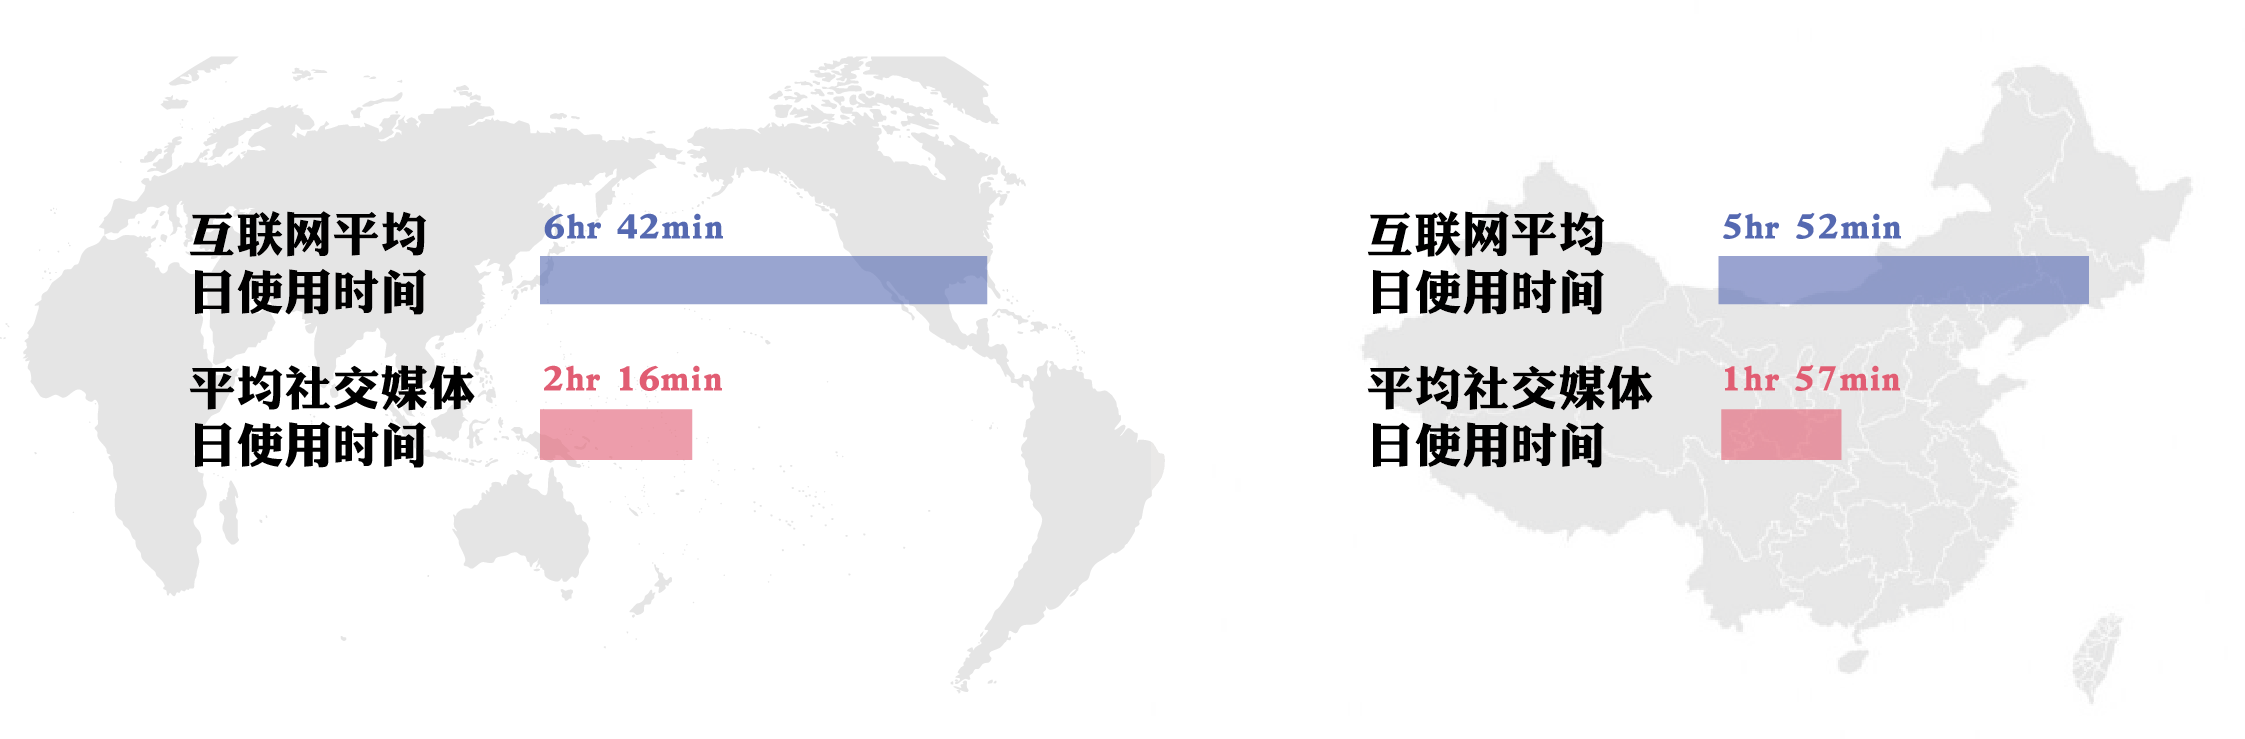 互联网平均
日使用时间
6hr 42min
平均社交媒体
日使用时间
2hr 16min
互联网平均
日使用时间
5hr 52min
平均社交媒体
日使用时间
1hr 57min